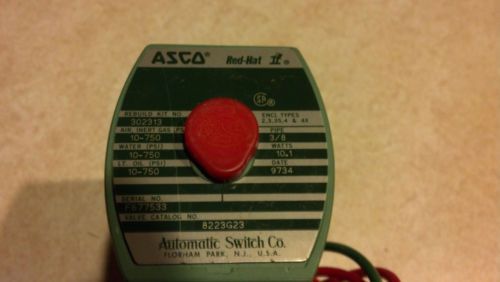 ASCO® Red-Hat II®
SA®
REBUILD KIT NO.
302313
ENCL TYPES
2,3,3S,4 & 4X
AIR, INERT GAS (PSI)
10-750
PIPE
3/8
WATER (PSI)
10-750
WATTS
10.1
LT. OIL (PSI)
10-750
DATE
9734
SERIAL NO.
VALVE CATALOG NO.
8223G23
Automatic Switch Co.
FLORHAM PARK, N.J., U.S.A.